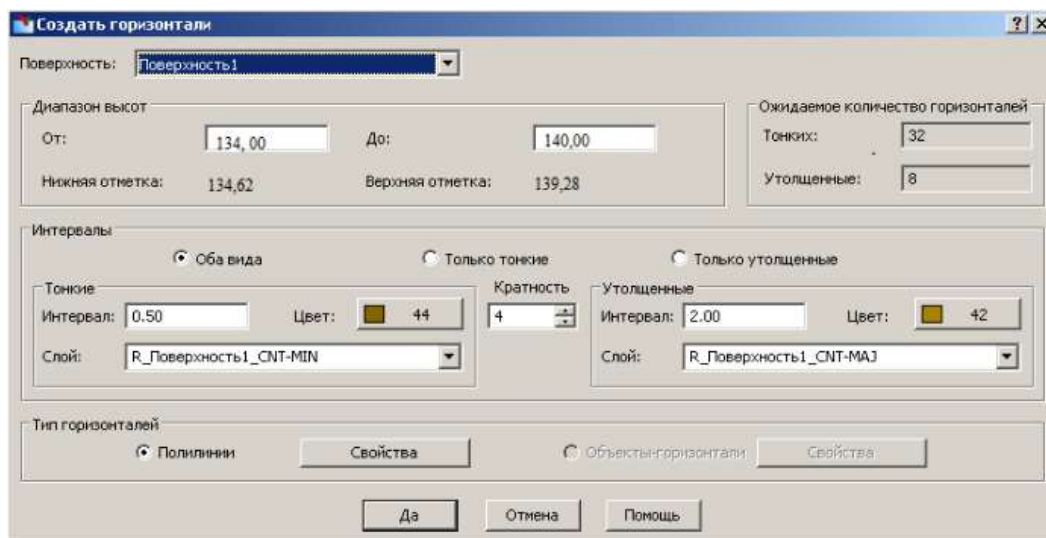 Создать горизонтали
Поверхность: Поверхность1
Диапазон высот
От: 134, 00 До: 140,00
Нижняя отметка: 134,62 Верхняя отметка: 139,28
Ожидаемое количество горизонталей
Тонких: 32
Утолщенные: 8
Интервалы
Оба вида Только тонкие Только утолщенные
Тонкие
Интервал: 0.50 Цвет: 44
Слой: R_Поверхность1_CNT-MIN
Кратность
4
Утолщенные
Интервал: 2.00 Цвет: 42
Слой: R_Поверхность1_CNT-MAJ
Тип горизонталей
Полилинии Свойства Объекты-горизонтали Свойства
Да Отмена Помощь